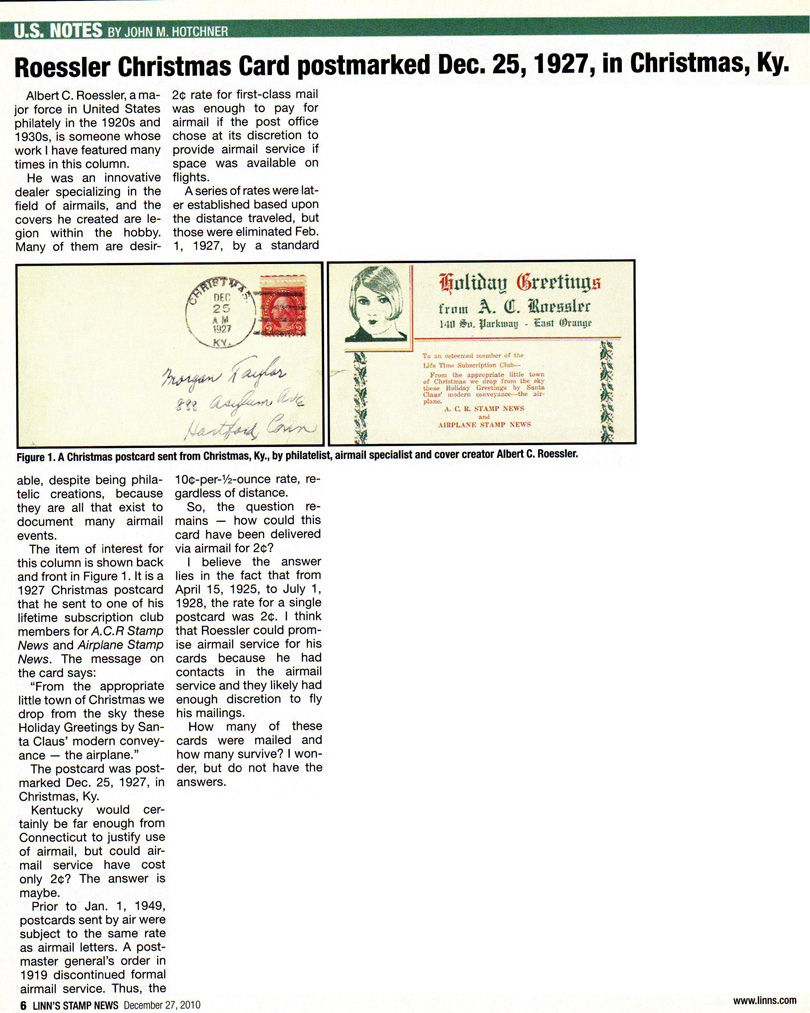 U.S. NOTES BY JOHN M. HOTCHNER
Roessler Christmas Card postmarked Dec. 25, 1927, in Christmas, Ky.
Albert C. Roessler, a ma-
jor force in United States
philately in the 1920s and
1930s, is someone whose
work I have featured many
times in this column.
He was an innovative
dealer specializing in the
field of airmails, and the
covers he created are le-
gion within the hobby.
Many of them are desir-
2¢ rate for first-class mail
was enough to pay for
airmail if the post office
chose at its discretion to
provide airmail service if
space was available on
flights.
A series of rates were lat-
er established based upon
the distance traveled, but
those were eliminated Feb.
1, 1927, by a standard
CHRISTMAS
DEC
25
A M
1927
KY.
2 2
Morgan Taylor
898 Asylum Ave
Hartford, Conn
Holiday Greetings
from A. C. Roessler
140 So. Parkway - East Orange
To an esteemed member of the
Life Time Subscription Club—
From the appropriate little town
of Christmas we drop from the sky
these Holiday Greetings by Santa
Claus' modern conveyance—the air-
plane.
A. C. R. STAMP NEWS
and
AIRPLANE STAMP NEWS
Figure 1. A Christmas postcard sent from Christmas, Ky., by philatelist, airmail specialist and cover creator Albert C. Roessler.
able, despite being phila-
telic creations, because
they are all that exist to
document many airmail
events.
The item of interest for
this column is shown back
and front in Figure 1. It is a
1927 Christmas postcard
that he sent to one of his
lifetime subscription club
members for A.C.R Stamp
News and Airplane Stamp
News. The message on
the card says:
“From the appropriate
little town of Christmas we
drop from the sky these
Holiday Greetings by San-
ta Claus’ modern convey-
ance — the airplane.”
The postcard was post-
marked Dec. 25, 1927, in
Christmas, Ky.
Kentucky would cer-
tainly be far enough from
Connecticut to justify use
of airmail, but could air-
mail service have cost
only 2¢? The answer is
maybe.
Prior to Jan. 1, 1949,
postcards sent by air were
subject to the same rate
as airmail letters. A post-
master general’s order in
1919 discontinued formal
airmail service. Thus, the
10¢-per-½-ounce rate, re-
gardless of distance.
So, the question re-
mains — how could this
card have been delivered
via airmail for 2¢?
I believe the answer
lies in the fact that from
April 15, 1925, to July 1,
1928, the rate for a single
postcard was 2¢. I think
that Roessler could prom-
ise airmail service for his
cards because he had
contacts in the airmail
service and they likely had
enough discretion to fly
his mailings.
How many of these
cards were mailed and
how many survive? I won-
der, but do not have the
answers.
6 LINN’S STAMP NEWS December 27, 2010
www.linns.com